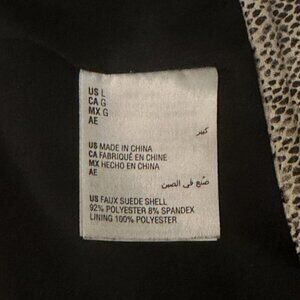 US L
CA G
MX G
AE
كبير
US MADE IN CHINA
CA FABRIQUÉ EN CHINE
MX HECHO EN CHINA
AE
صنع في الصين
US FAUX SUEDE SHELL
92% POLYESTER 8% SPANDEX
LINING 100% POLYESTER